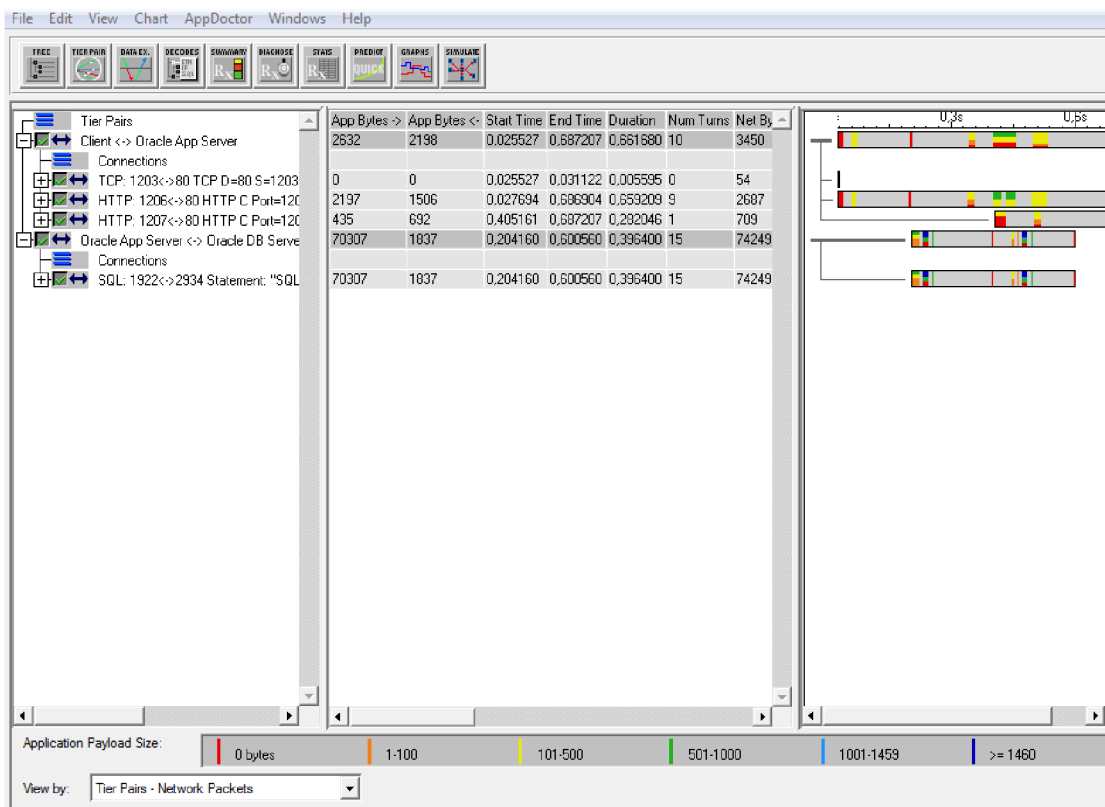 File Edit View Chart AppDoctor Windows Help
TREE TIER PAIR DATA EX. DECODES SUMMARY DIAGNOSE STATS PREDICT GRAPHS SIMULATE
QUICK
Tier Pairs
App Bytes -> App Bytes <- Start Time End Time Duration Num Turns Net By
0,3s 0,6s
Client <-> Oracle App Server 2632 2198 0,025527 0,687207 0,661680 10 3450
Connections
TCP: 1203<->80 TCP D=80 S=1203 0 0 0,025527 0,031122 0,005595 0 54
HTTP: 1206<->80 HTTP C Port=120 2197 1506 0,027694 0,686904 0,659209 9 2687
HTTP: 1207<->80 HTTP C Port=120 435 692 0,405161 0,687207 0,282046 1 709
Oracle App Server <-> Oracle DB Serve 70307 1837 0,204160 0,600560 0,396400 15 74249
Connections
SQL: 1922<->2934 Statement: "SQL 70307 1837 0,204160 0,600560 0,396400 15 74249
Application Payload Size: 0 bytes 1-100 101-500 501-1000 1001-1459 >= 1460
View by: Tier Pairs - Network Packets